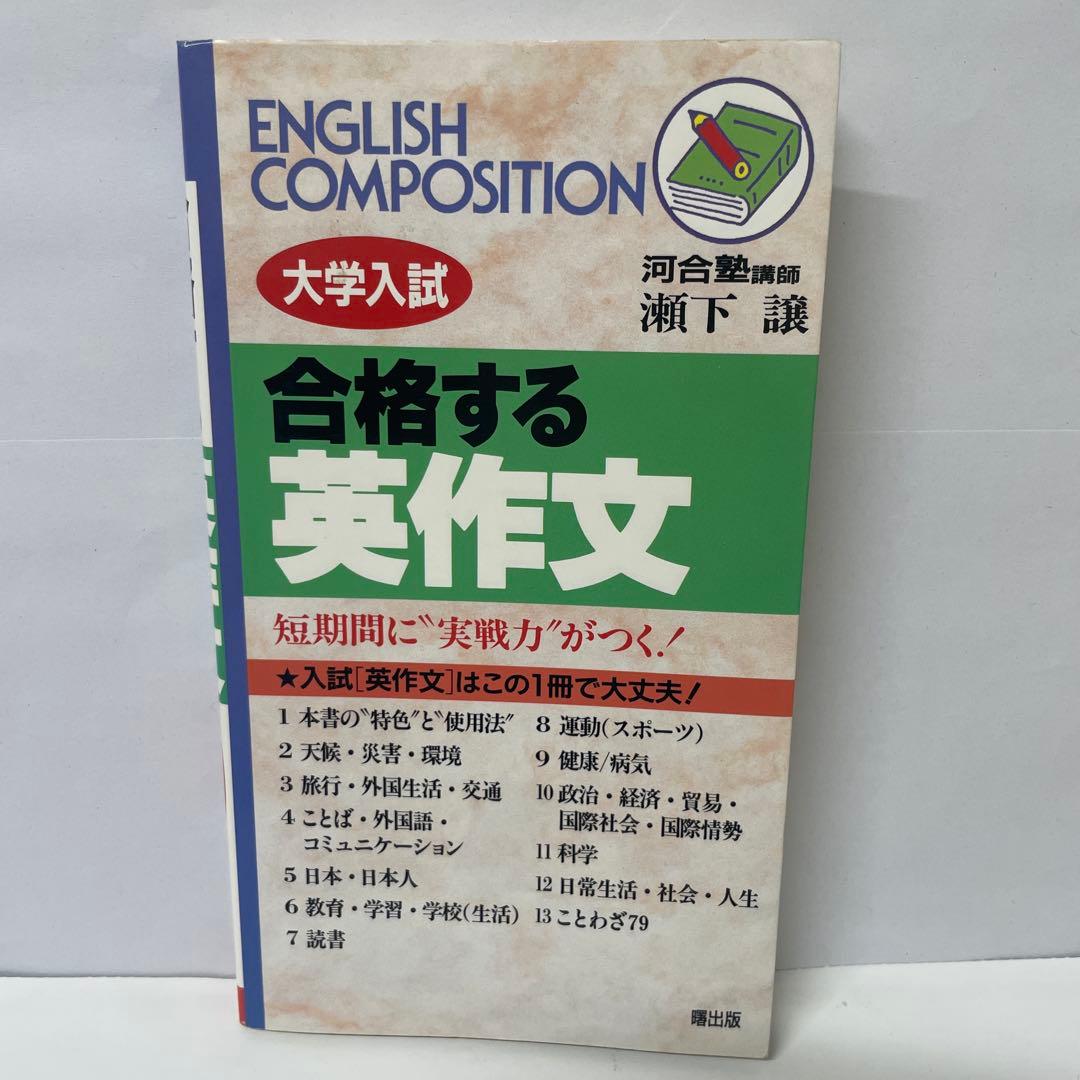 ENGLISH
COMPOSITION
大学入試
河合塾講師
瀬下 譲
合格する
英作文
短期間に〝実戦力〟がつく!
★入試[英作文]はこの1冊で大丈夫!
1 本書の〝特色〟と〝使用法〟
2 天候・災害・環境
3 旅行・外国生活・交通
4 ことば・外国語・
コミュニケーション
5 日本・日本人
6 教育・学習・学校(生活)
7 読書
8 運動(スポーツ)
9 健康/病気
10 政治・経済・貿易・
国際社会・国際情勢
11 科学
12 日常生活・社会・人生
13 ことわざ79
曙出版